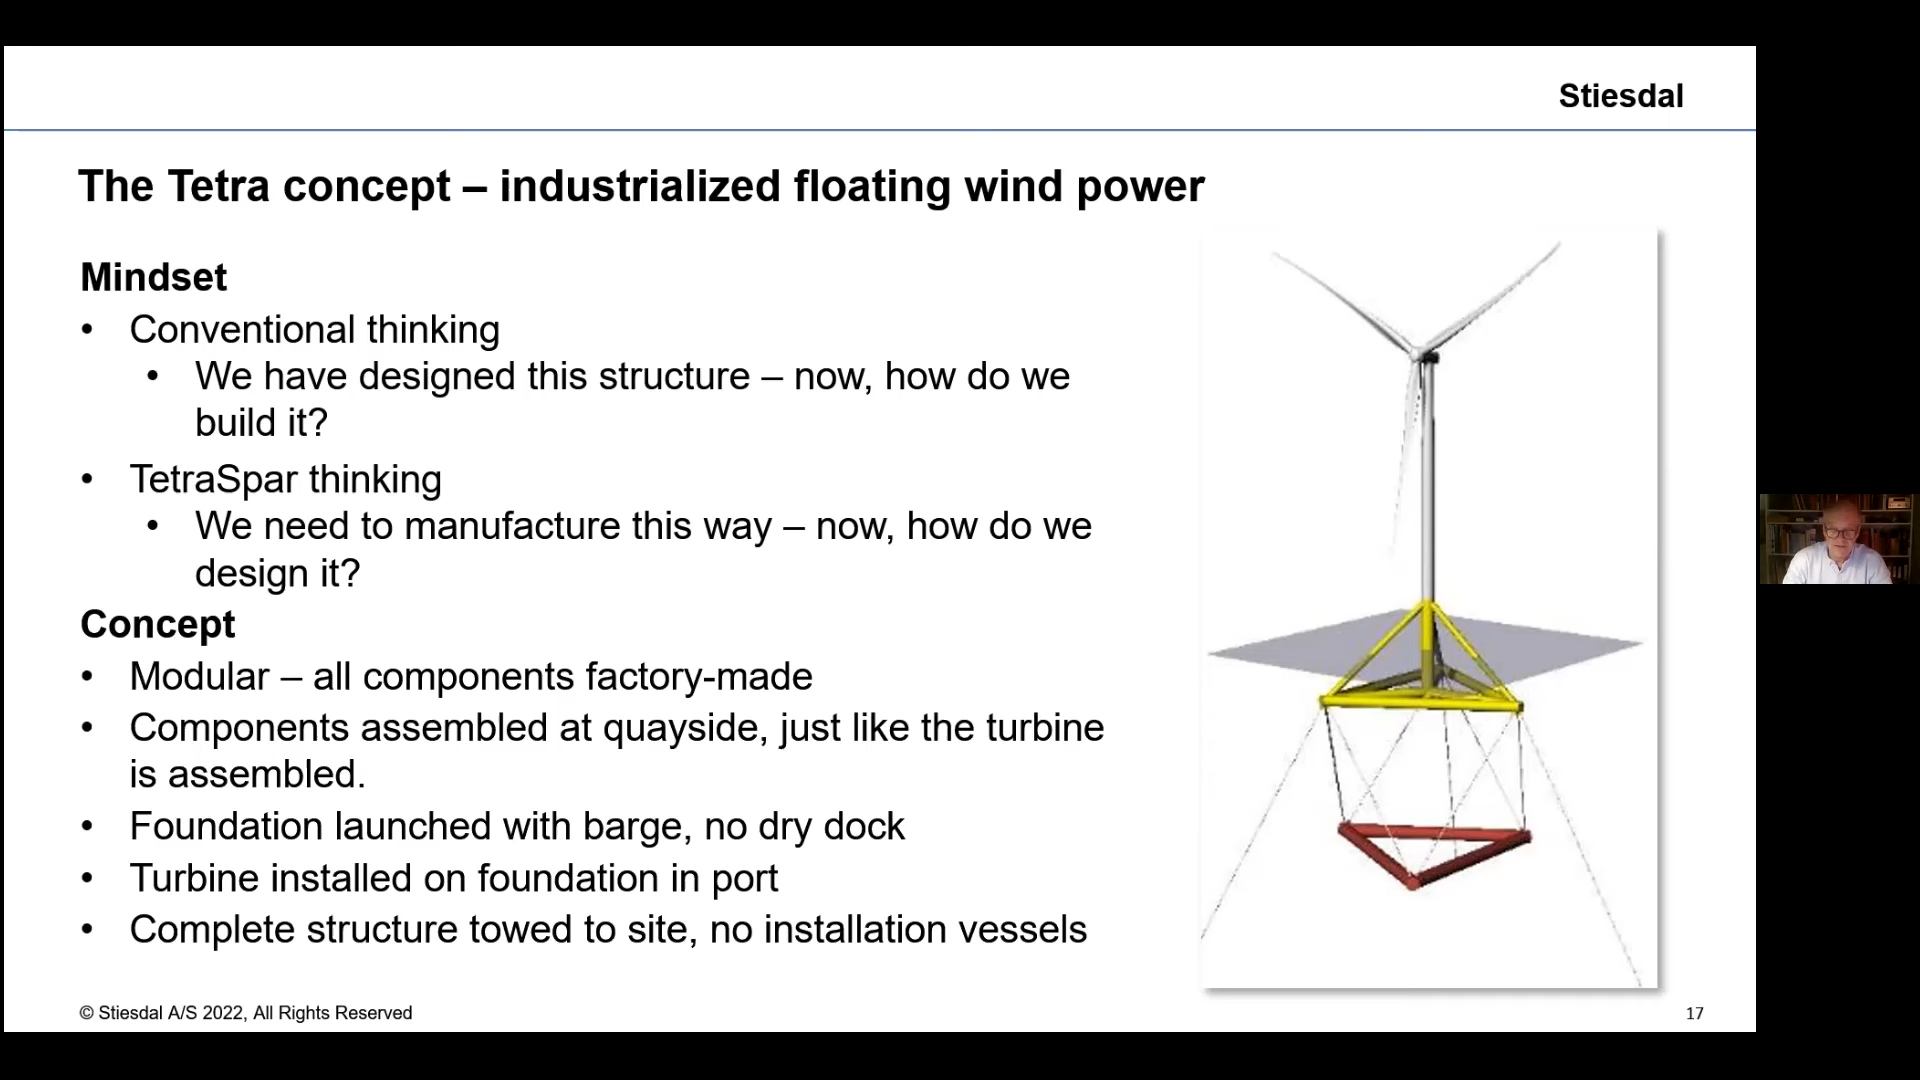 Stiesdal
The Tetra concept – industrialized floating wind power
Mindset
• Conventional thinking
• We have designed this structure – now, how do we
build it?
• TetraSpar thinking
• We need to manufacture this way – now, how do we
design it?
Concept
• Modular – all components factory-made
• Components assembled at quayside, just like the turbine
is assembled.
• Foundation launched with barge, no dry dock
• Turbine installed on foundation in port
• Complete structure towed to site, no installation vessels
© Stiesdal A/S 2022, All Rights Reserved
17